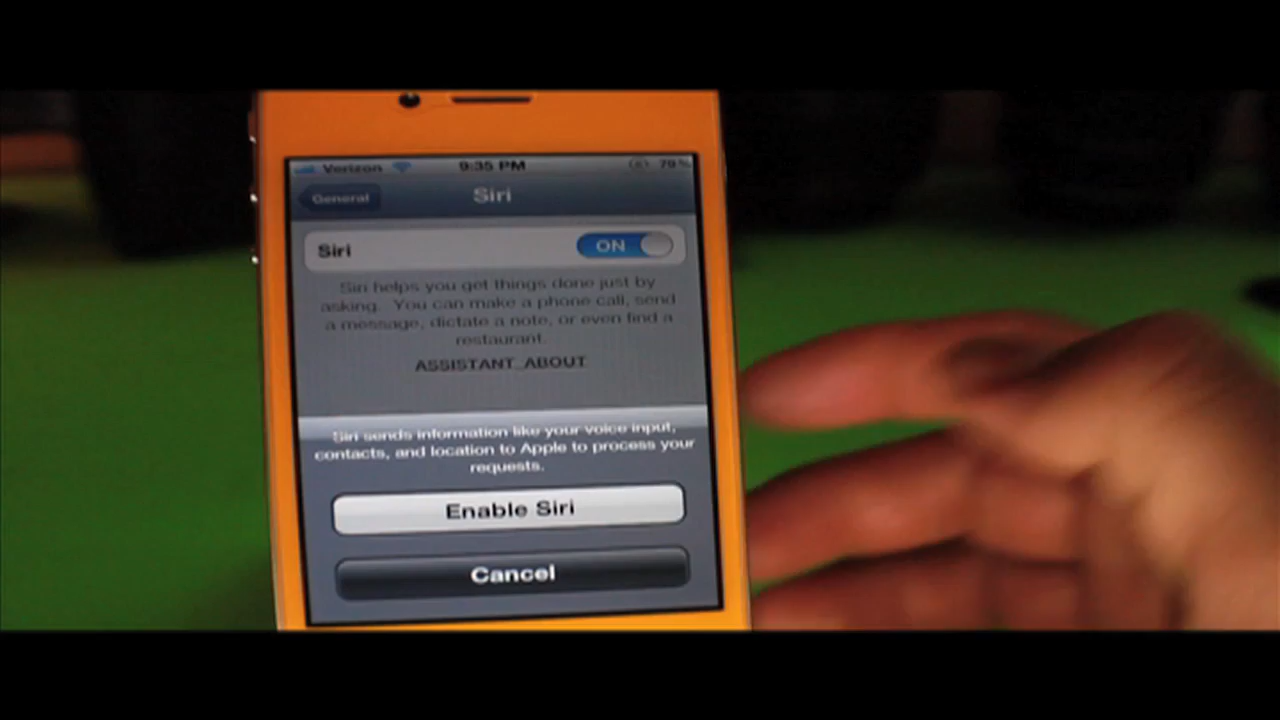 Verizon 9:35 PM 79%
General Siri
Siri ON
Siri helps you get things done just by
asking. You can make a phone call, send
a message, dictate a note, or even find a
restaurant.
ASSISTANT_ABOUT
Siri sends information like your voice input,
contacts, and location to Apple to process your
requests.
Enable Siri
Cancel